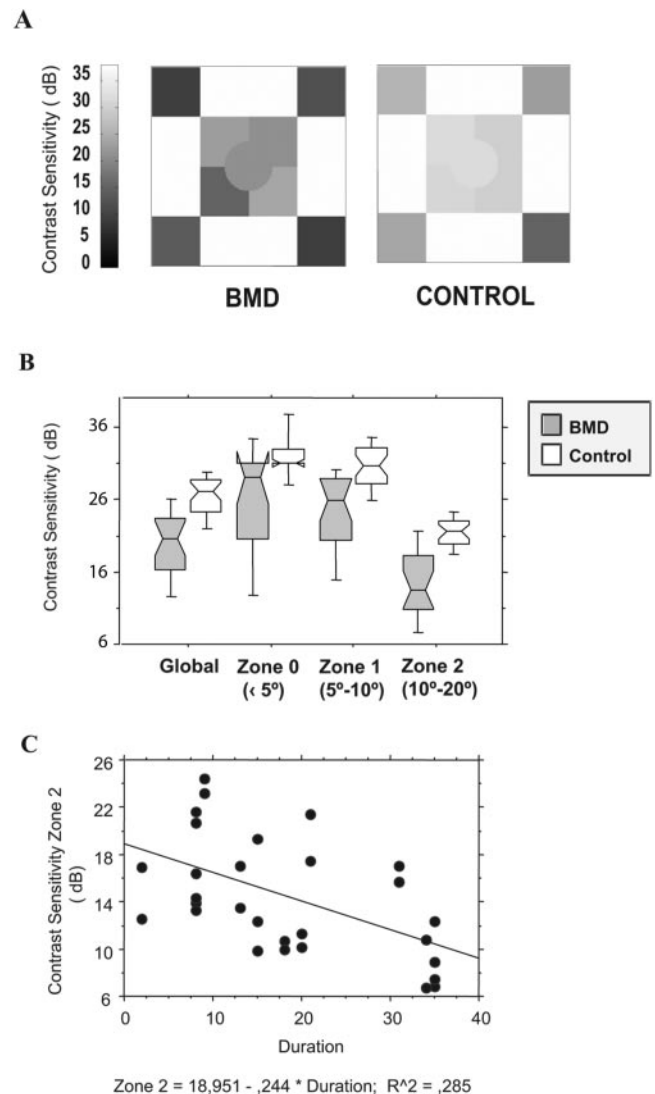 A
Contrast Sensitivity ( dB)
35
30
25
20
15
10
5
0
BMD
CONTROL
B
Contrast Sensitivity ( dB)
36
26
16
6
Global
Zone 0
(‹ 5º)
Zone 1
(5º-10º)
Zone 2
(10º-20º)
BMD
Control
C
Contrast Sensitivity Zone 2
( dB)
26
22
18
14
10
6
0
10
20
30
40
Duration
Zone 2 = 18,951 - ,244 * Duration; R^2 = ,285